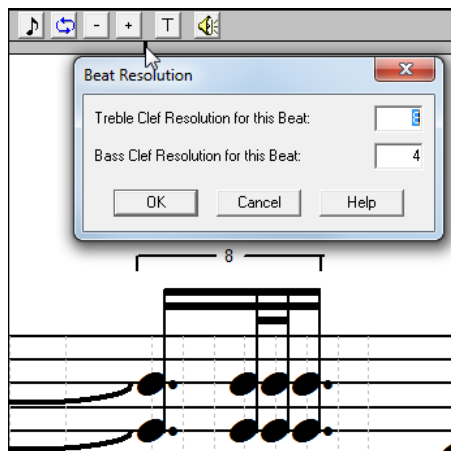 - + T
Beat Resolution
Treble Clef Resolution for this Beat: 8
Bass Clef Resolution for this Beat: 4
OK Cancel Help
8